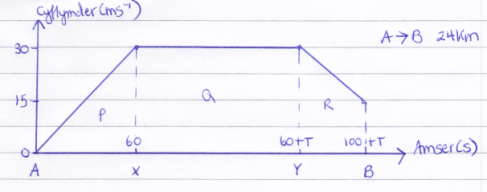 Cyflymder (ms⁻¹)
A → B 24Km
30
15
P
Q
R
0
60
60+T
100+T
Amser (s)
A
X
Y
B